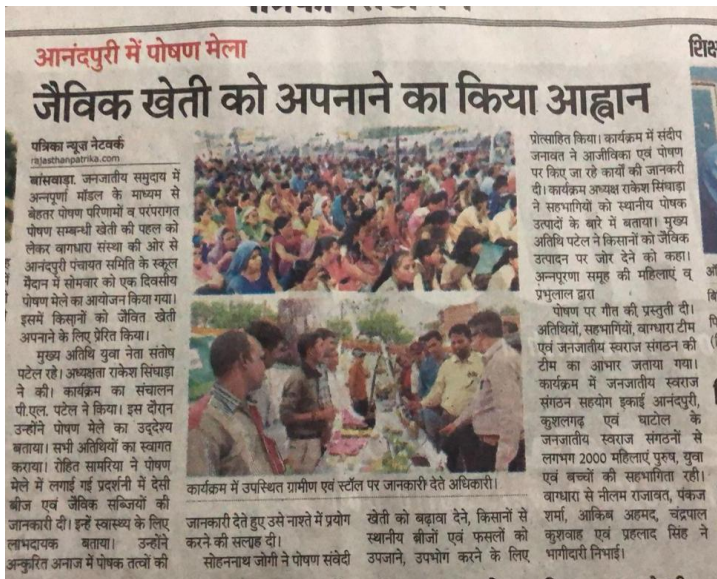 आनंदपुरी में पोषण मेला
जैविक खेती को अपनाने का किया आह्वान
पत्रिका न्यूज नेटवर्क
rajasthanpatrika.com
बांसवाड़ा. जनजातीय समुदाय में
अन्नपूर्णा मॉडल के माध्यम से
बेहतर पोषण परिणामों व परंपरागत
पोषण सम्बन्धी खेती की पहल को
लेकर वागधारा संस्था की ओर से
आनंदपुरी पंचायत समिति के स्कूल
मैदान में सोमवार को एक दिवसीय
पोषण मेले का आयोजन किया गया।
इसमें किसानों को जैवित खेती
अपनाने के लिए प्रेरित किया।
मुख्य अतिथि युवा नेता संतोष
पटेल रहे। अध्यक्षता राकेश सिंघाड़ा
ने की। कार्यक्रम का संचालन
पी.एल. पटेल ने किया। इस दौरान
उन्होंने पोषण मेले का उद्देश्य
बताया। सभी अतिथियों का स्वागत
कराया। रोहित सामरिया ने पोषण
मेले में लगाई गई प्रदर्शनी में देसी
बीज एवं जैविक सब्जियों की
जानकारी दी। इन्हें स्वास्थ्य के लिए
लाभदायक बताया। उन्होंने
अन्कुरित अनाज में पोषक तत्वों की
कार्यक्रम में उपस्थित ग्रामीण एवं स्टॉल पर जानकारी देते अधिकारी।
जानकारी देते हुए उसे नाश्ते में प्रयोग
करने की सलाह दी।
सोहननाथ जोगी ने पोषण संवेदी
खेती को बढ़ावा देने, किसानों से
स्थानीय बीजों एवं फसलों को
उपजाने, उपभोग करने के लिए
प्रोत्साहित किया। कार्यक्रम में संदीप
जनावत ने आजीविका एवं पोषण
पर किए जा रहे कार्यों की जानकरी
दी। कार्यक्रम अध्यक्ष राकेश सिंघाड़ा
ने सहभागियों को स्थानीय पोषक
उत्पादों के बारे में बताया। मुख्य
अतिथि पटेल ने किसानों को जैविक
उत्पादन पर जोर देने को कहा।
अन्नपूरणा समूह की महिलाएं व
प्रभुलाल द्वारा
पोषण पर गीत की प्रस्तुती दी।
अतिथियों, सहभागियों, वाग्धारा टीम
एवं जनजातीय स्वराज संगठन की
टीम का आभार जताया गया।
कार्यक्रम में जनजातीय स्वराज
संगठन सहयोग इकाई आनंदपुरी,
कुशलगढ़ एवं घाटोल के
जनजातीय स्वराज संगठनों से
लगभग 2000 महिलाएं पुरुष, युवा
एवं बच्चों की सहभागिता रही।
वाग्धारा से नीलम राजावत, पंकज
शर्मा, आकिब अहमद, चंद्रपाल
कुशवाह एवं प्रहलाद सिंह ने
भागीदारी निभाई।